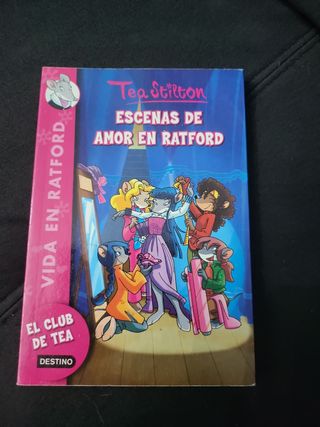 Tea Stilton
ESCENAS DE
AMOR EN RATFORD
VIDA EN RATFORD
EL CLUB
DE TEA
DESTINO